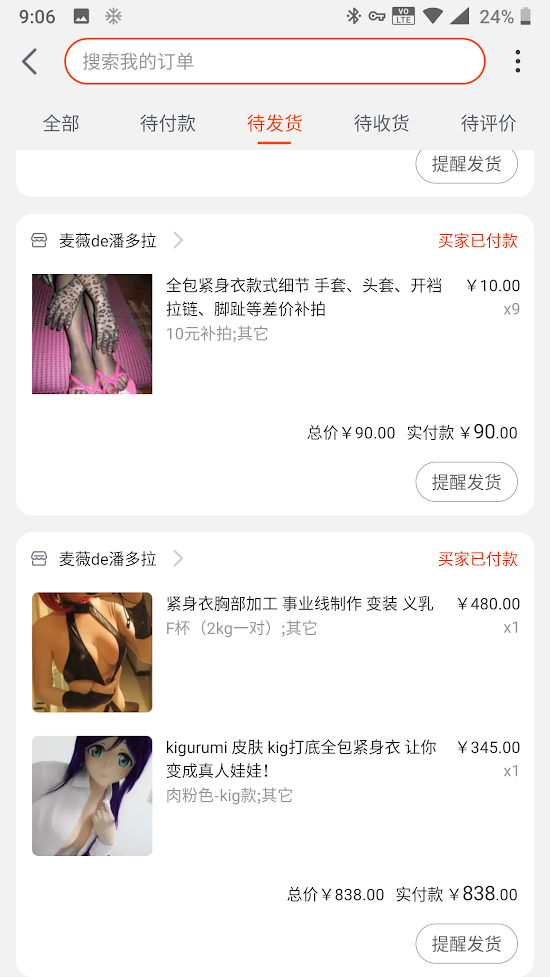 9:06
VO
LTE
24%
搜索我的订单
全部 待付款 待发货 待收货 待评价
提醒发货
麦薇de潘多拉 买家已付款
全包紧身衣款式细节 手套、头套、开裆 ￥10.00
拉链、脚趾等差价补拍 x9
10元补拍;其它
总价￥90.00 实付款 ￥90.00
提醒发货
麦薇de潘多拉 买家已付款
紧身衣胸部加工 事业线制作 变装 义乳 ￥480.00
F杯（2kg一对）;其它 x1
kigurumi 皮肤 kig打底全包紧身衣 让你 ￥345.00
变成真人娃娃！ x1
肉粉色-kig款;其它
总价￥838.00 实付款 ￥838.00
提醒发货